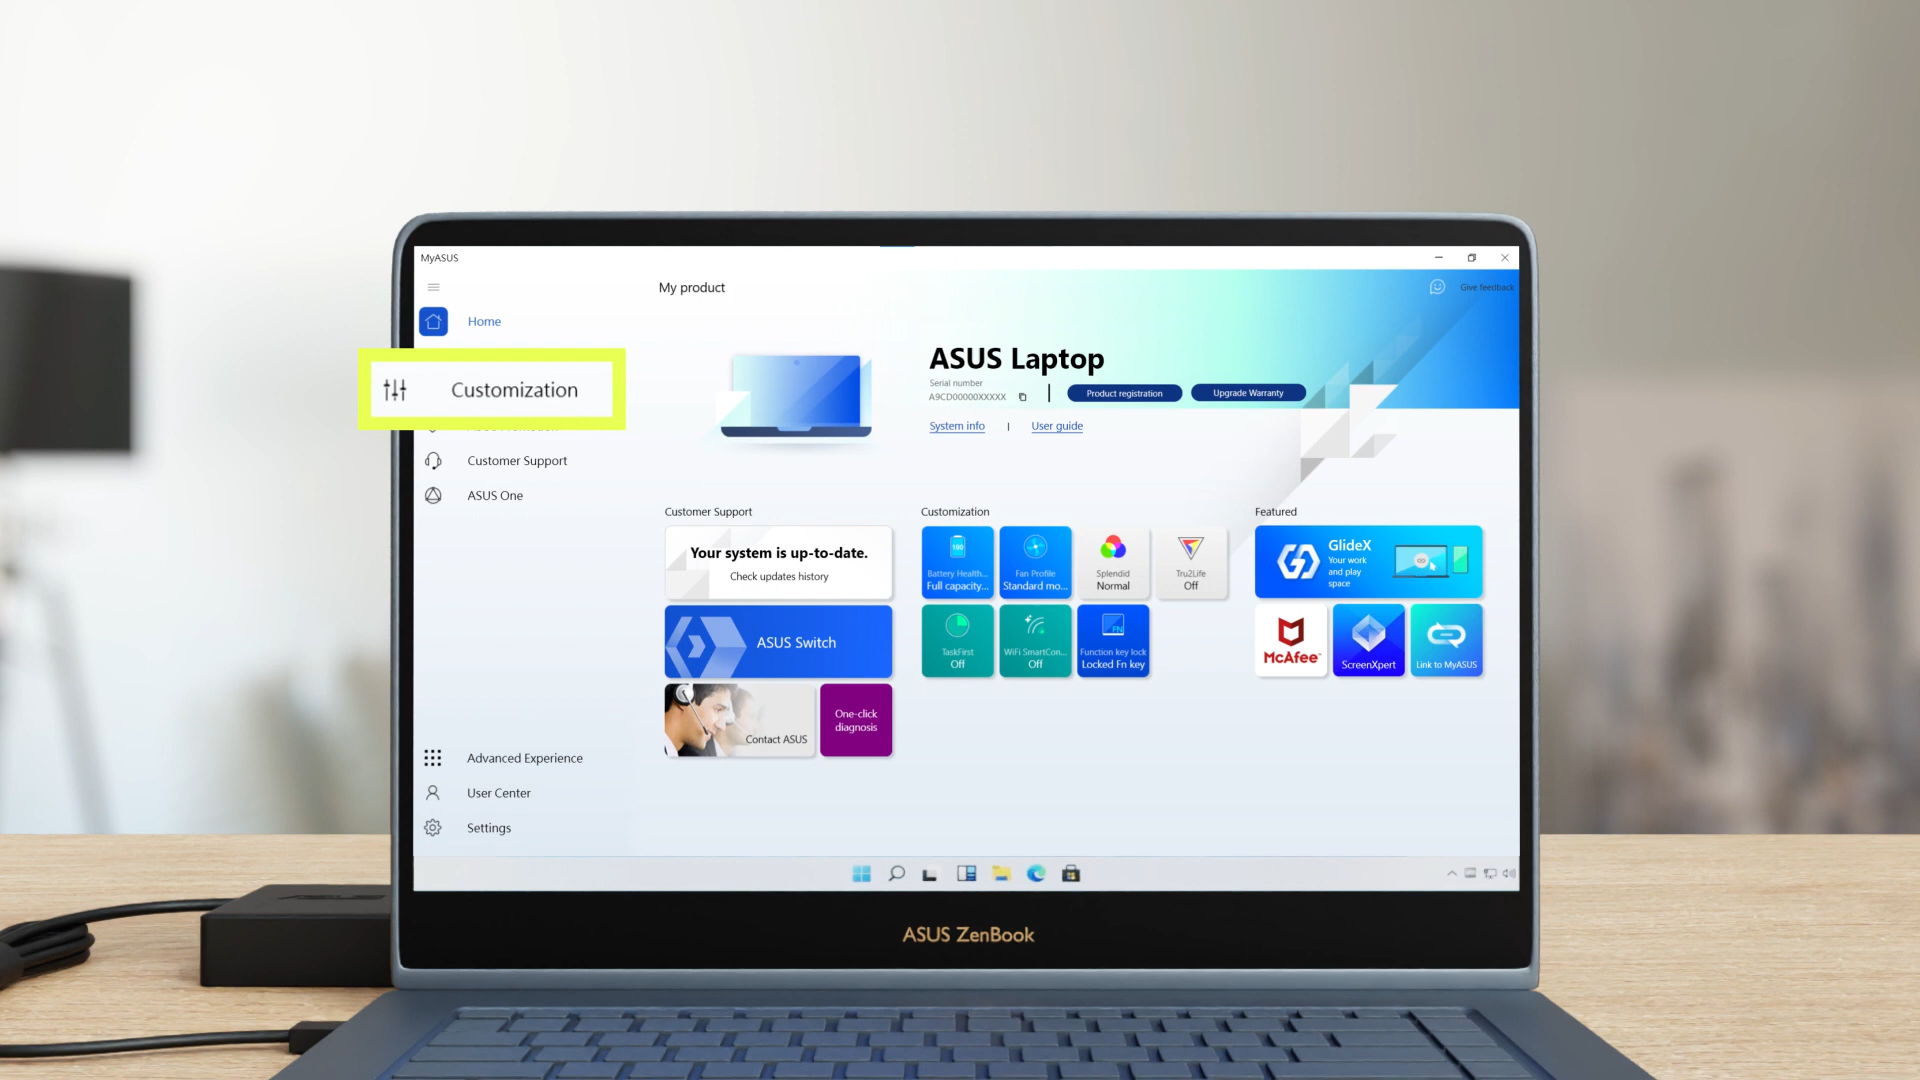 MyASUS
My product
Give feedback
Home
Customization
Customer Support
ASUS One
Advanced Experience
User Center
Settings
ASUS Laptop
Serial number
A9CD00000XXXXX
Product registration
Upgrade Warranty
System info | User guide
Customer Support
Your system is up-to-date.
Check updates history
ASUS Switch
Contact ASUS
One-click
diagnosis
Customization
100
Battery Health...
Full capacity...
Fan Profile
Standard mo...
Splendid
Normal
Tru2Life
Off
TaskFirst
Off
WiFi SmartCon...
Off
FN
Function key lock
Locked Fn key
Featured
GlideX
Your work
and play
space
McAfee™
ScreenXpert
Link to MyASUS
ASUS ZenBook